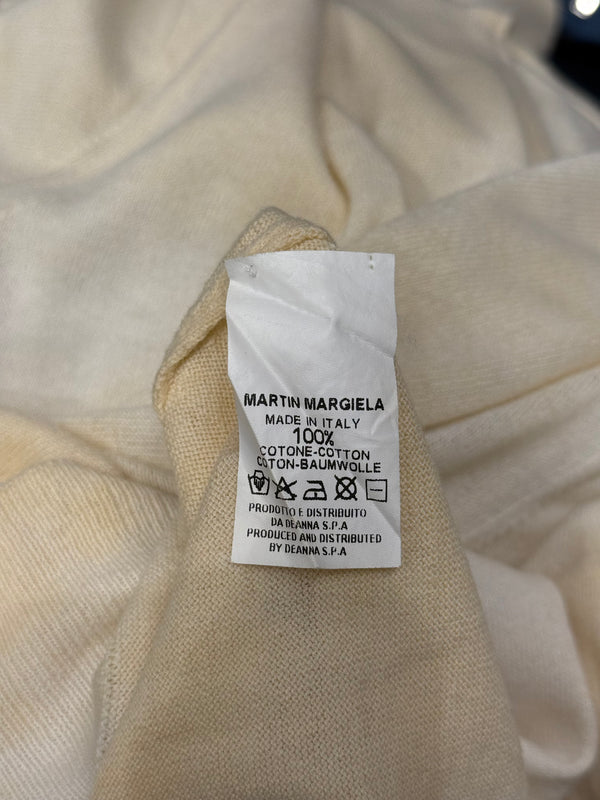 MARTIN MARGIELA
MADE IN ITALY
100%
COTONE-COTTON
COTON-BAUMWOLLE
PRODOTTO E DISTRIBUITO
DA DEANNA S.P.A
PRODUCED AND DISTRIBUTED
BY DEANNA S.P.A